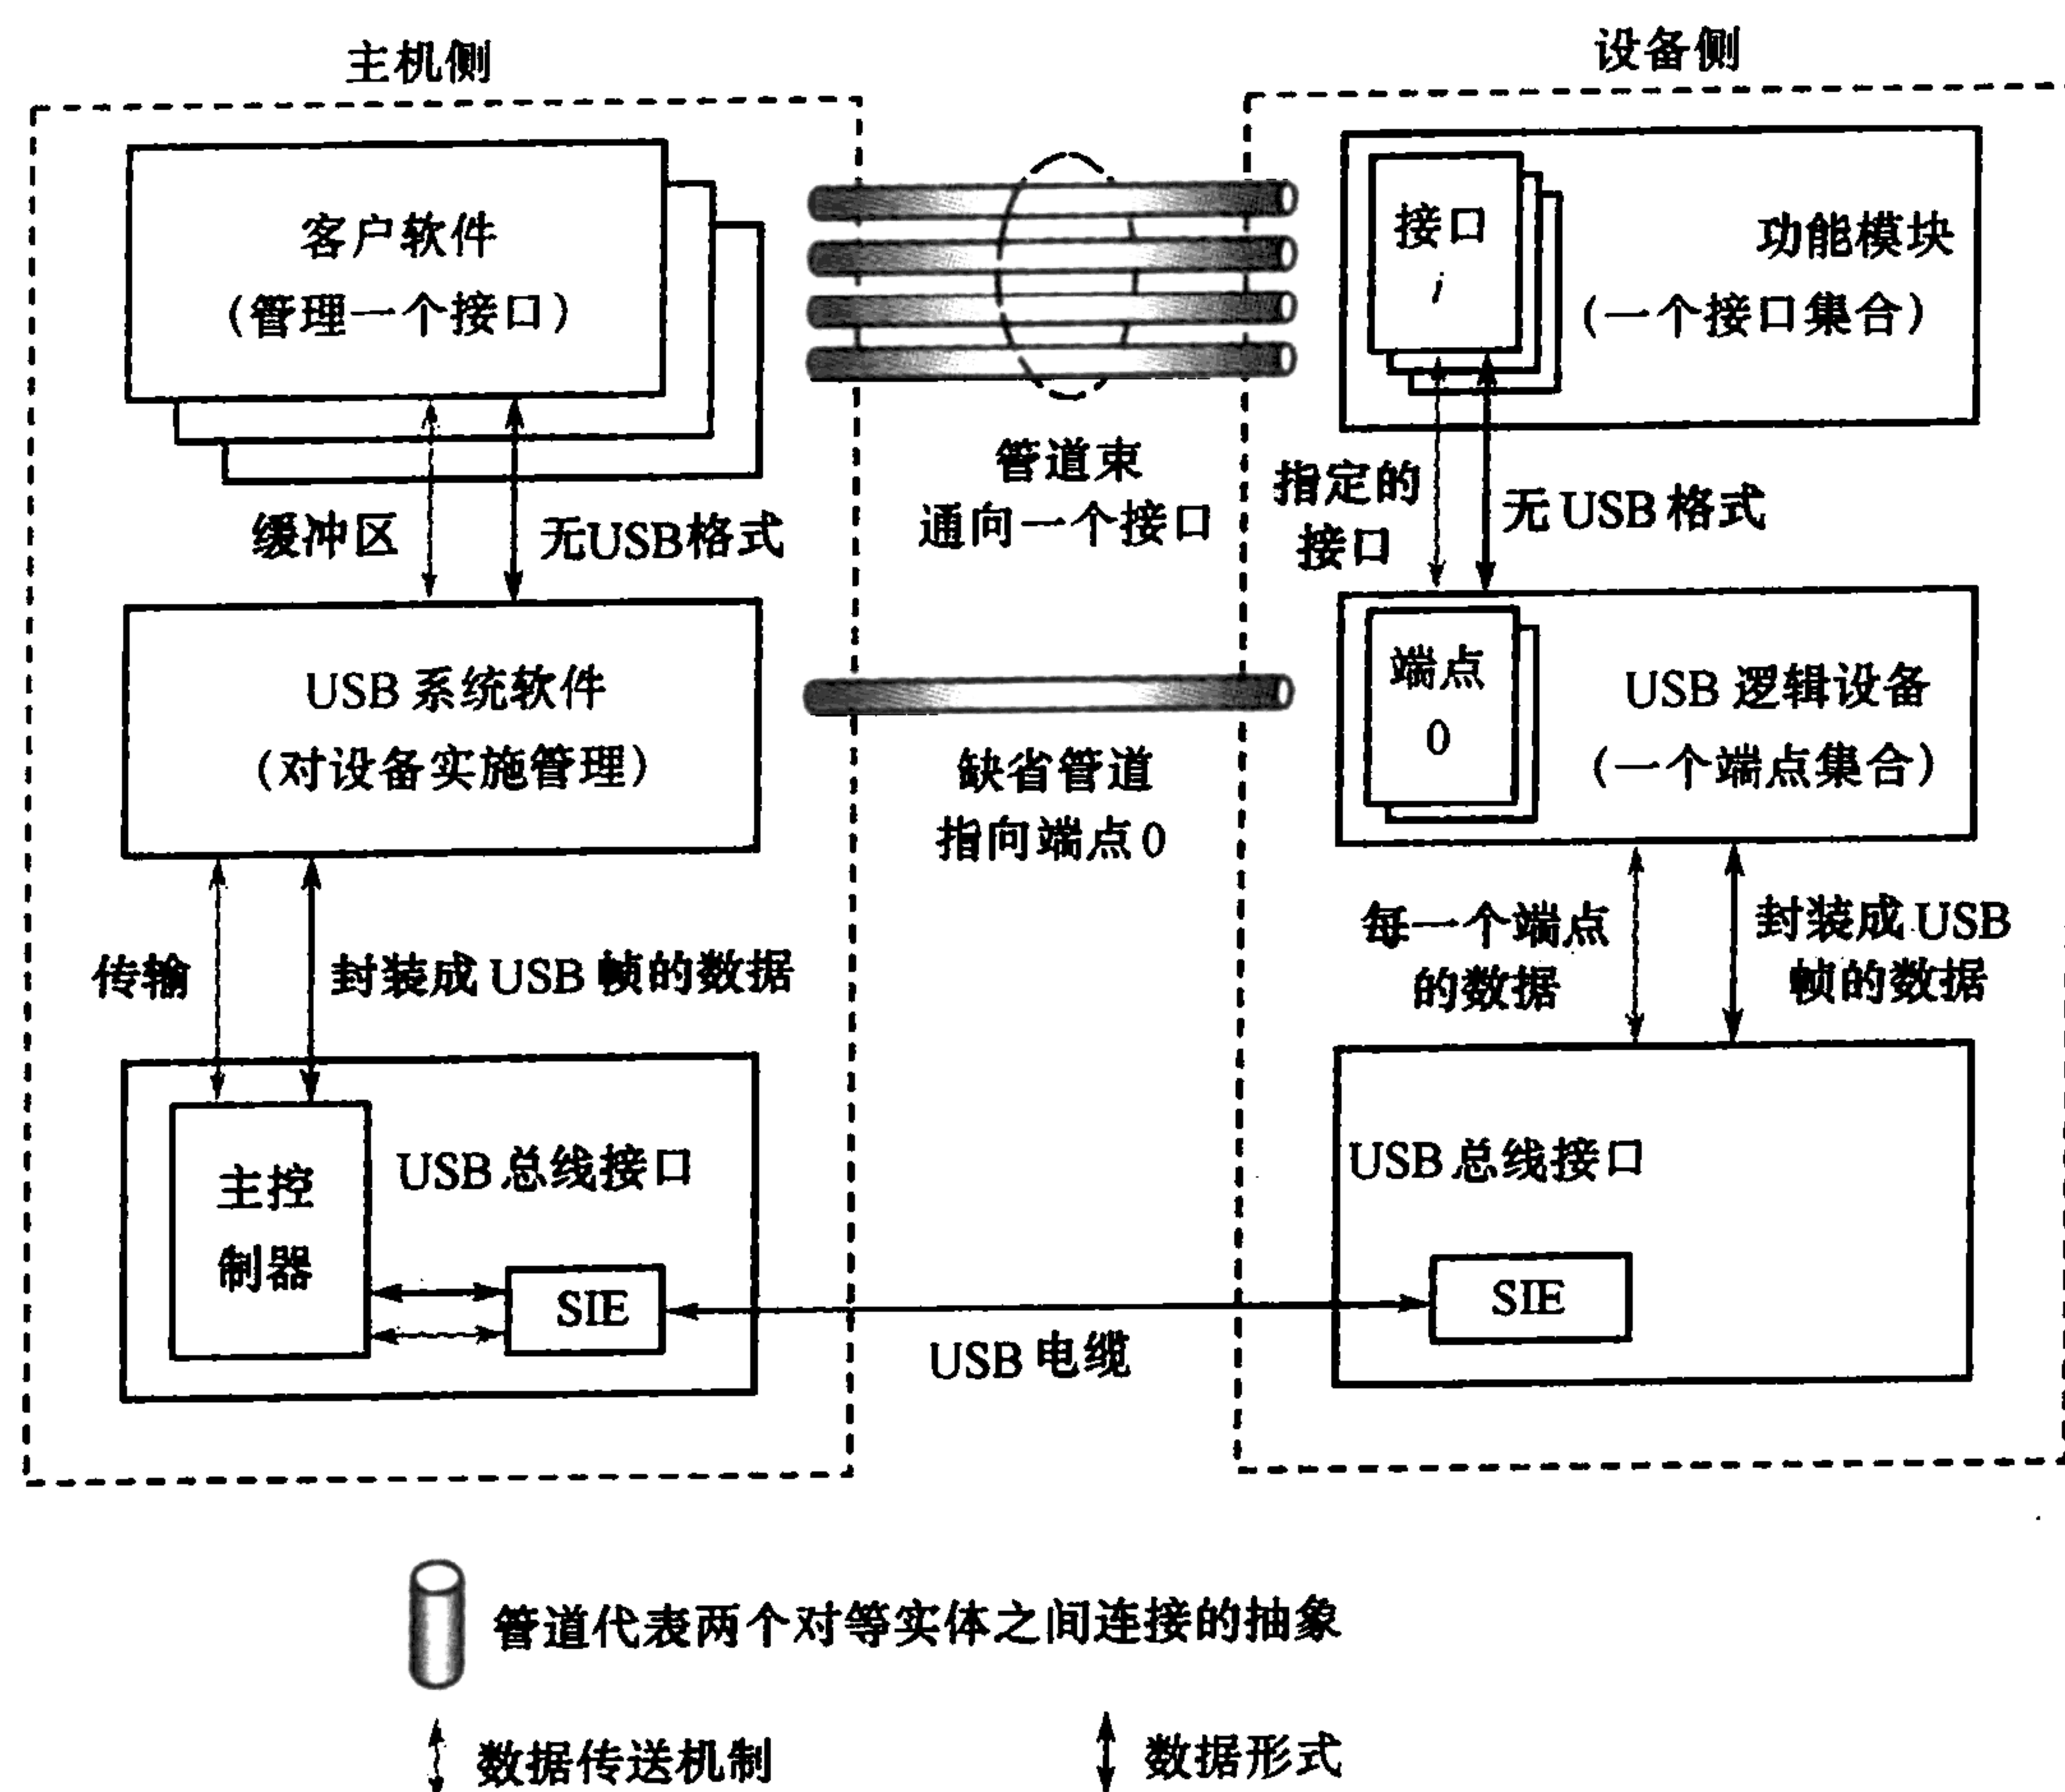 主机侧
设备侧
客户软件
(管理一个接口)
接口
i
功能模块
(一个接口集合)
管道束
通向一个接口
缓冲区
无USB格式
指定的
接口
无USB格式
USB系统软件
(对设备实施管理)
缺省管道
指向端点0
端点
0
USB逻辑设备
(一个端点集合)
传输
封装成USB帧的数据
每一个端点
的数据
封装成USB
帧的数据
主控
制器
USB总线接口
SIE
USB电缆
USB总线接口
SIE
管道代表两个对等实体之间连接的抽象
数据传送机制
数据形式